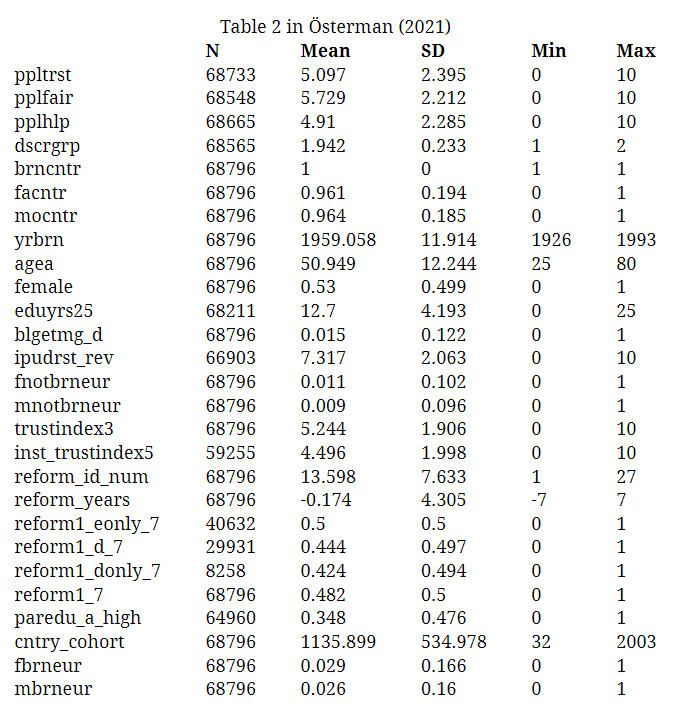 Table 2 in Österman (2021)
N Mean SD Min Max
ppltrst 68733 5.097 2.395 0 10
pplfair 68548 5.729 2.212 0 10
pplhlp 68665 4.91 2.285 0 10
dscrgrp 68565 1.942 0.233 1 2
brncntr 68796 1 0 1 1
facntr 68796 0.961 0.194 0 1
mocntr 68796 0.964 0.185 0 1
yrbrn 68796 1959.058 11.914 1926 1993
agea 68796 50.949 12.244 25 80
female 68796 0.53 0.499 0 1
eduyrs25 68211 12.7 4.193 0 25
blgetmg_d 68796 0.015 0.122 0 1
ipudrst_rev 66903 7.317 2.063 0 10
fnotbrneur 68796 0.011 0.102 0 1
mnotbrneur 68796 0.009 0.096 0 1
trustindex3 68796 5.244 1.906 0 10
inst_trustindex5 59255 4.496 1.998 0 10
reform_id_num 68796 13.598 7.633 1 27
reform_years 68796 -0.174 4.305 -7 7
reform1_eonly_7 40632 0.5 0.5 0 1
reform1_d_7 29931 0.444 0.497 0 1
reform1_donly_7 8258 0.424 0.494 0 1
reform1_7 68796 0.482 0.5 0 1
paredu_a_high 64960 0.348 0.476 0 1
cntry_cohort 68796 1135.899 534.978 32 2003
fbrneur 68796 0.029 0.166 0 1
mbrneur 68796 0.026 0.16 0 1